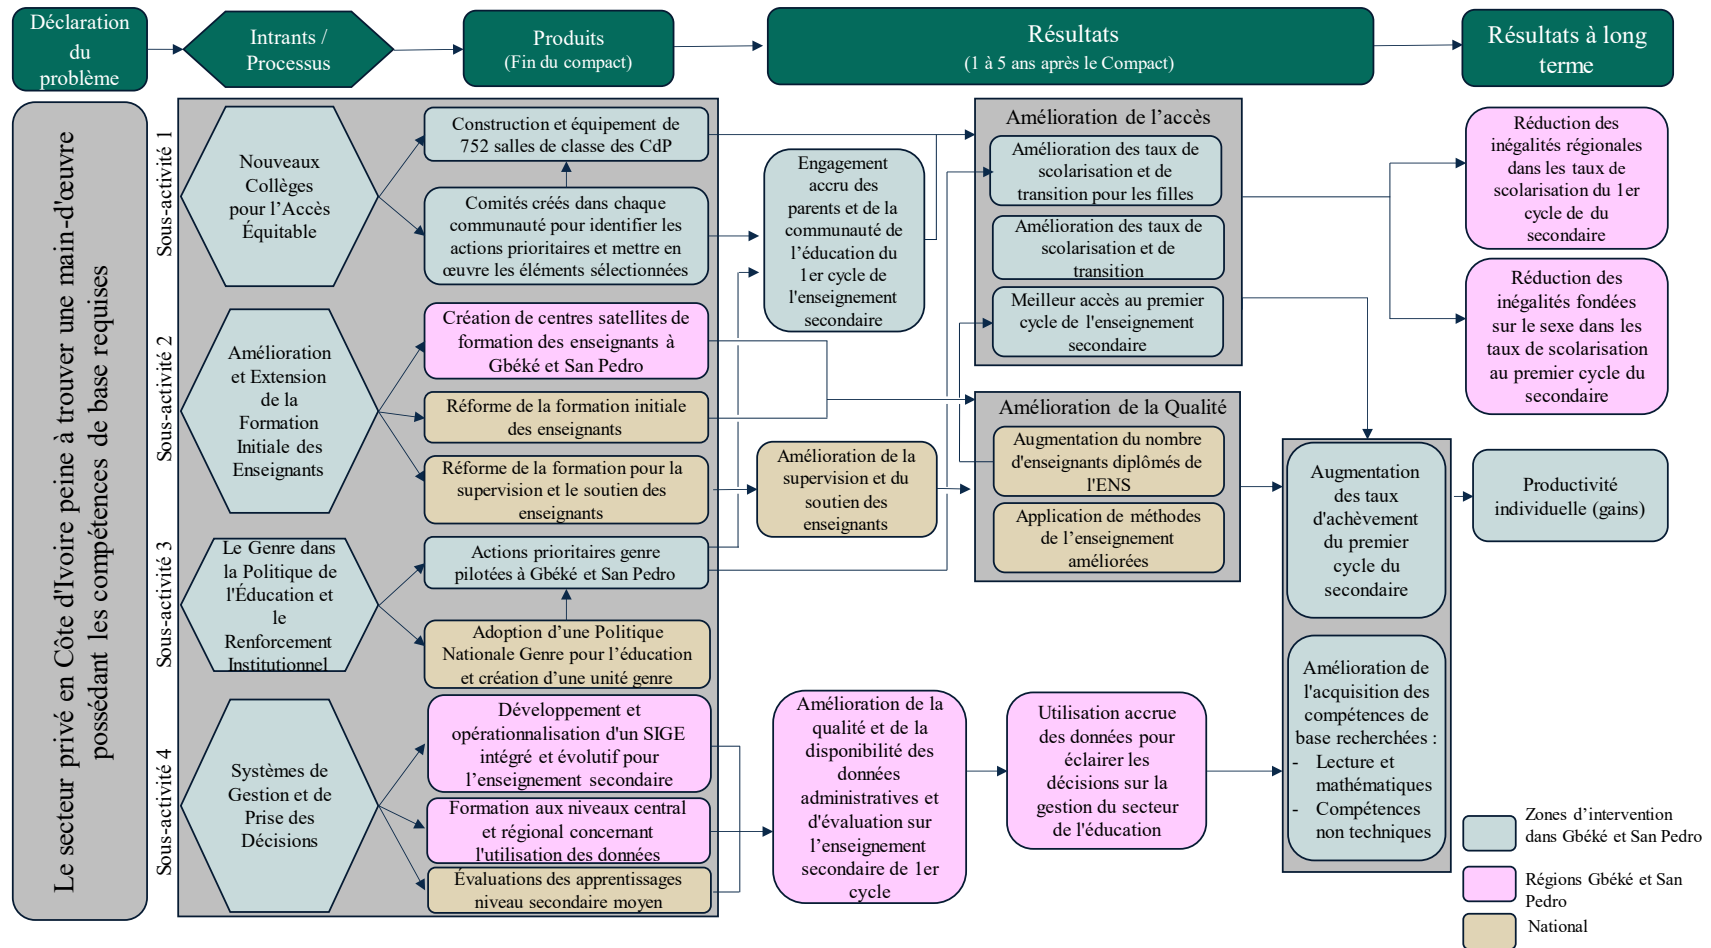 Déclaration
du
problème
Intrants /
Processus
Produits
(Fin du compact)
Résultats
(1 à 5 ans après le Compact)
Résultats à long
terme
Le secteur privé en Côte d'Ivoire peine à trouver une main-d'œuvre
possédant les compétences de base requises
Sous-activité 1
Nouveaux
Collèges
pour l'Accès
Équitable
Construction et équipement de
752 salles de classe des CdP
Comités créés dans chaque
communauté pour identifier les
actions prioritaires et mettre en
œuvre les éléments sélectionnées
Sous-activité 2
Amélioration
et Extension
de la
Formation
Initiale des
Enseignants
Création de centres satellites de
formation des enseignants à
Gbéké et San Pedro
Réforme de la formation initiale
des enseignants
Réforme de la formation pour la
supervision et le soutien des
enseignants
Sous-activité 3
Le Genre dans
la Politique de
l'Éducation et
le
Renforcement
Institutionnel
Actions prioritaires genre
pilotées à Gbéké et San Pedro
Adoption d'une Politique
Nationale Genre pour l'éducation
et création d'une unité genre
Sous-activité 4
Systèmes de
Gestion et de
Prise des
Décisions
Développement et
opérationnalisation d'un SIGE
intégré et évolutif pour
l'enseignement secondaire
Formation aux niveaux central
et régional concernant
l'utilisation des données
Évaluations des apprentissages
niveau secondaire moyen
Engagement
accru des
parents et de la
communauté de
l'éducation du
1er cycle de
l'enseignement
secondaire
Amélioration de la
supervision et du
soutien des
enseignants
Amélioration de la
qualité et de la
disponibilité des
données
administratives et
d'évaluation sur
l'enseignement
secondaire de 1er
cycle
Amélioration de l'accès
Amélioration des taux de
scolarisation et de
transition pour les filles
Amélioration des taux de
scolarisation et de
transition
Meilleur accès au premier
cycle de l'enseignement
secondaire
Amélioration de la Qualité
Augmentation du nombre
d'enseignants diplômés de
l'ENS
Application de méthodes
de l'enseignement
améliorées
Utilisation accrue
des données pour
éclairer les
décisions sur la
gestion du secteur
de l'éducation
Augmentation
des taux
d'achèvement
du premier
cycle du
secondaire
Amélioration de
l'acquisition des
compétences de
base recherchées :
- Lecture et
mathématiques
- Compétences
non techniques
Réduction des
inégalités régionales
dans les taux de
scolarisation du 1er
cycle de du
secondaire
Réduction des
inégalités fondées
sur le sexe dans les
taux de scolarisation
au premier cycle du
secondaire
Productivité
individuelle (gains)
Zones d'intervention
dans Gbéké et San Pedro
Régions Gbéké et San
Pedro
National